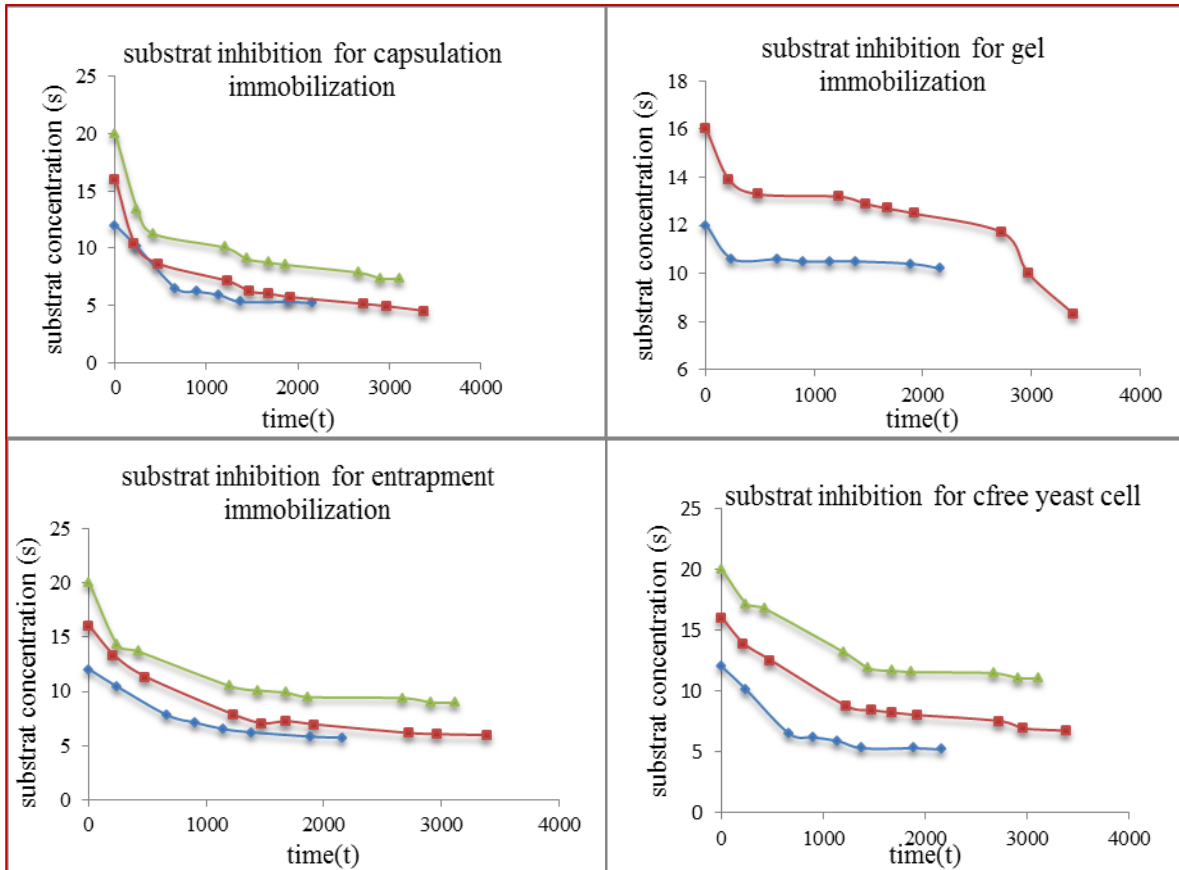 substrat inhibition for capsulation
immobilization
substrat concentration (s)
25
20
15
10
5
0
0 1000 2000 3000 4000
time(t)
substrat inhibition for gel
immobilization
substrat concentration (s)
18
16
14
12
10
8
6
0 1000 2000 3000 4000
time(t)
substrat inhibition for entrapment
immobilization
substrat concentration (s)
25
20
15
10
5
0
0 1000 2000 3000 4000
time(t)
substrat inhibition for cfree yeast cell
substrat concentration (s)
25
20
15
10
5
0
0 1000 2000 3000 4000
time(t)